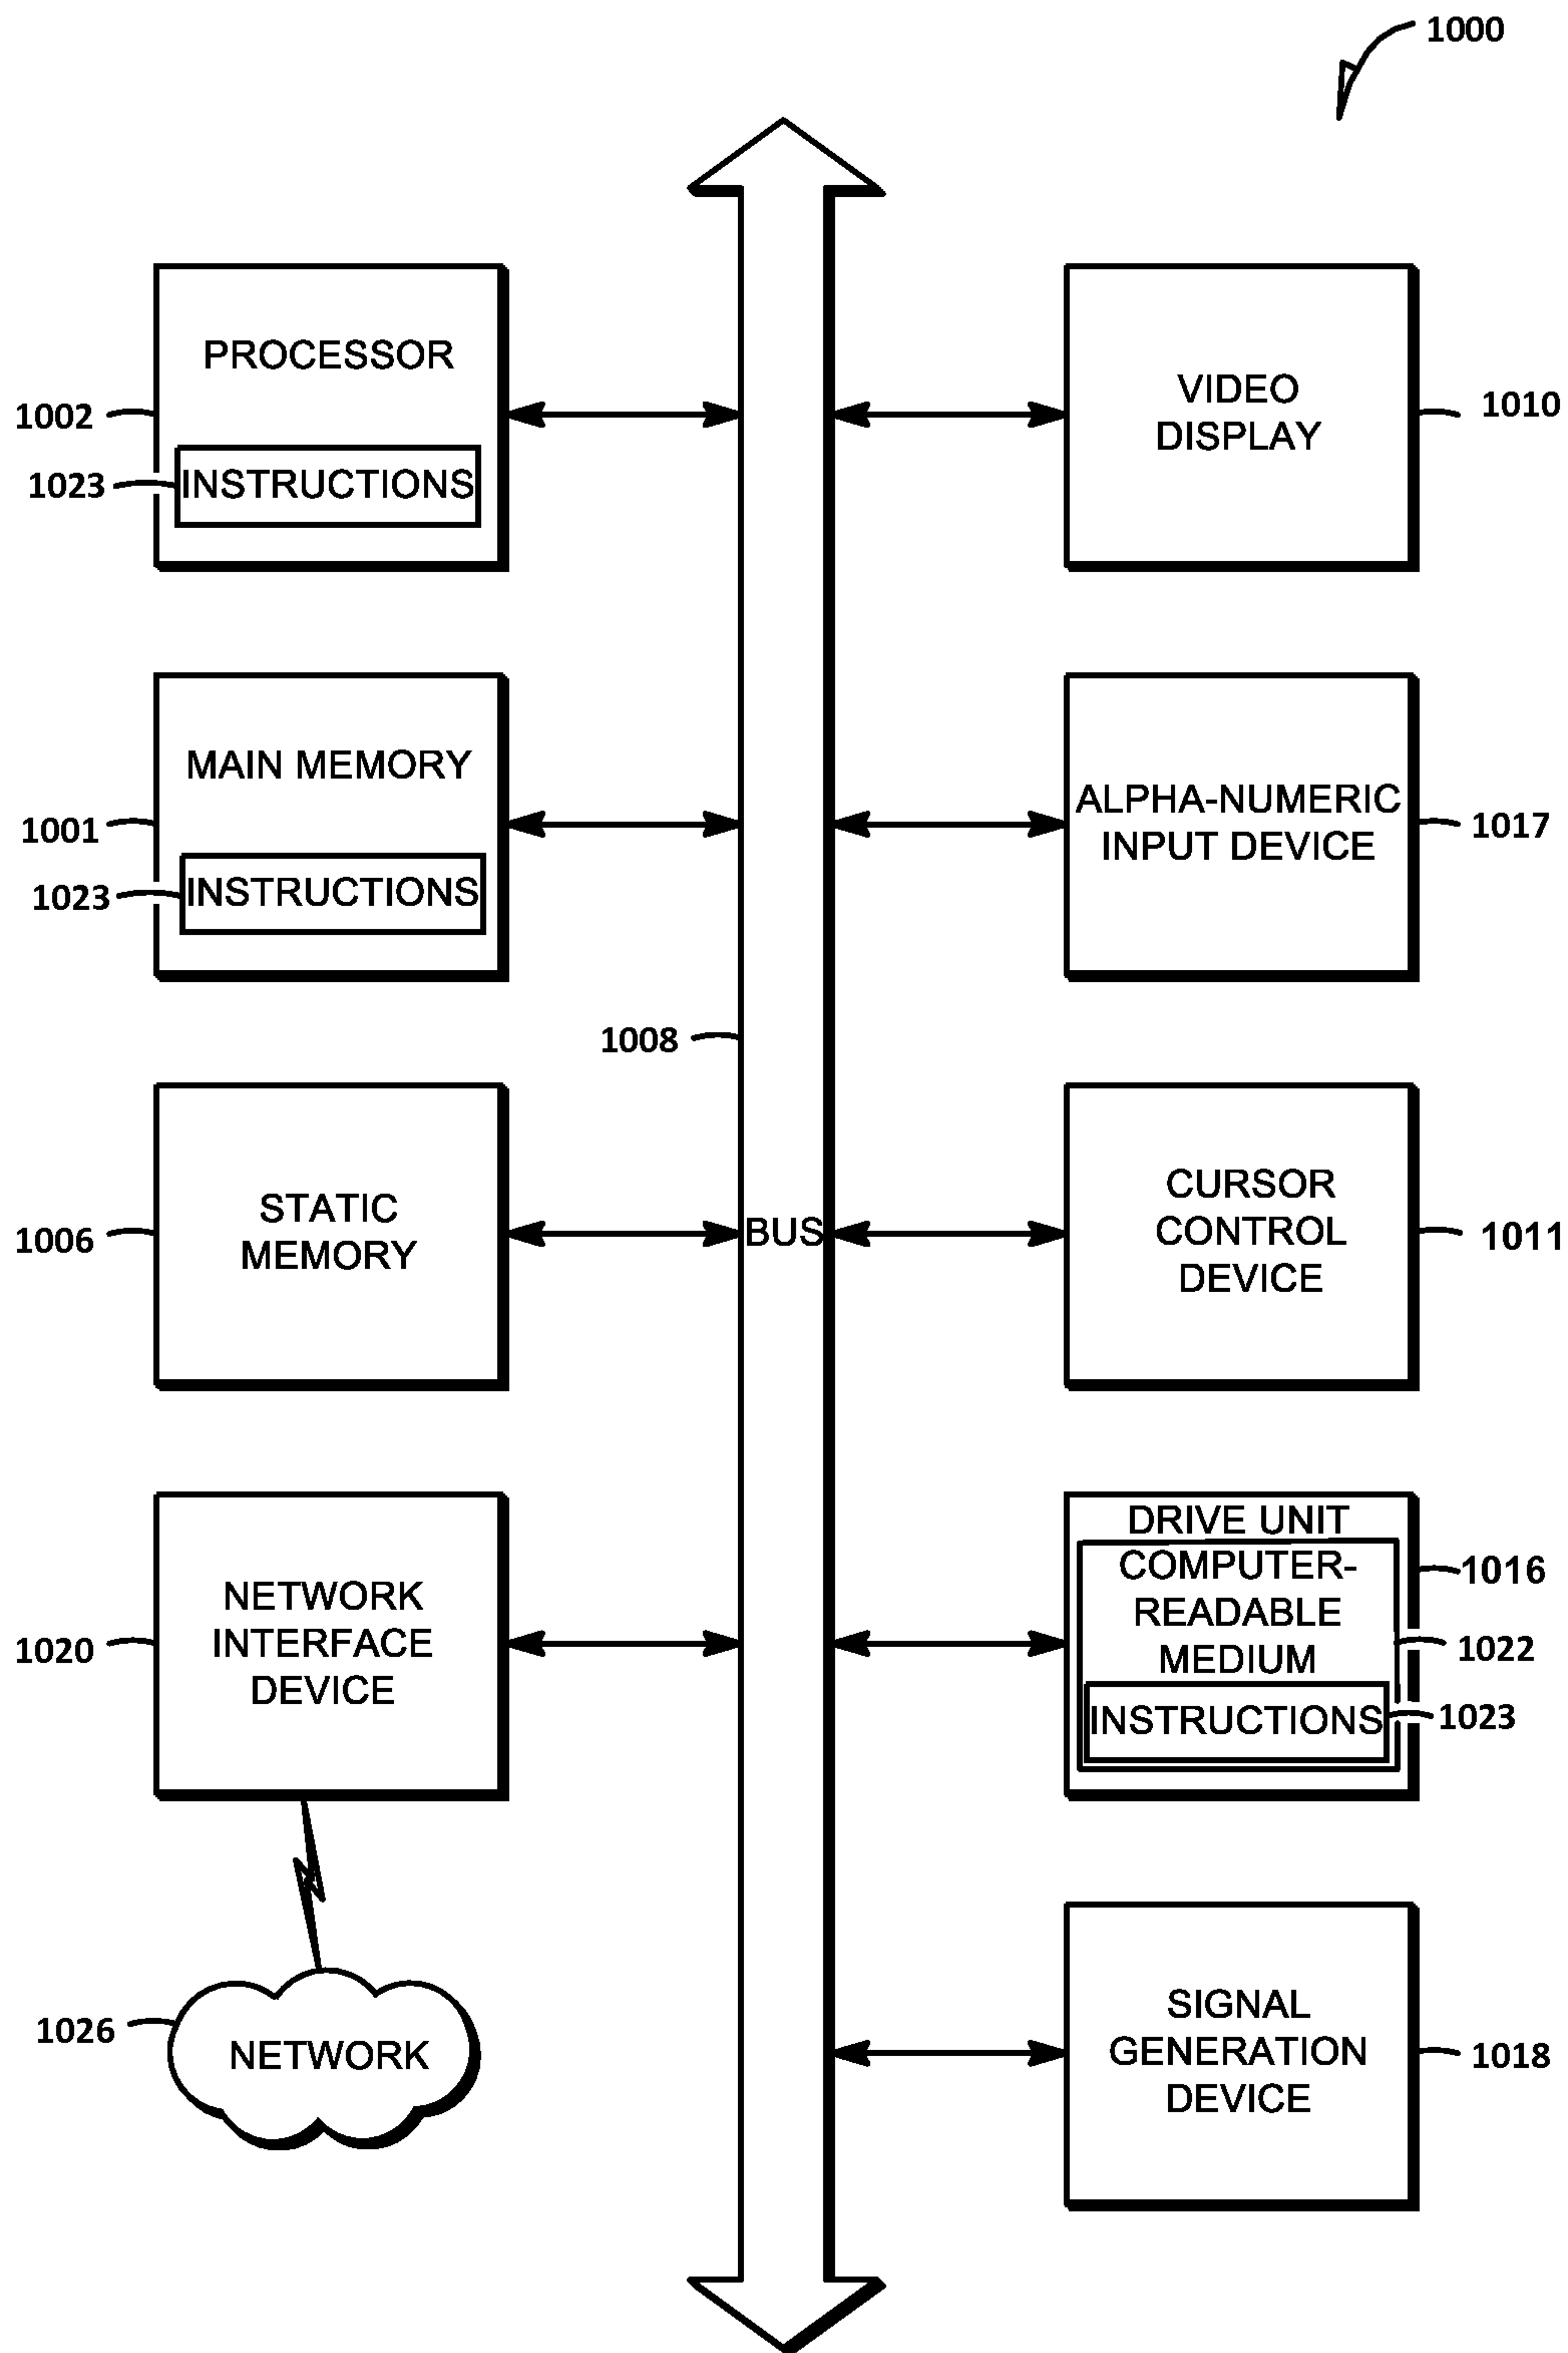 1000
PROCESSOR
1002
1023
INSTRUCTIONS
VIDEO
DISPLAY
1010
MAIN MEMORY
1001
1023
INSTRUCTIONS
ALPHA-NUMERIC
INPUT DEVICE
1017
1008
STATIC
MEMORY
1006
BUS
CURSOR
CONTROL
DEVICE
1011
NETWORK
INTERFACE
DEVICE
1020
DRIVE UNIT
COMPUTER-
READABLE
MEDIUM
INSTRUCTIONS
1016
1022
1023
1026
NETWORK
SIGNAL
GENERATION
DEVICE
1018